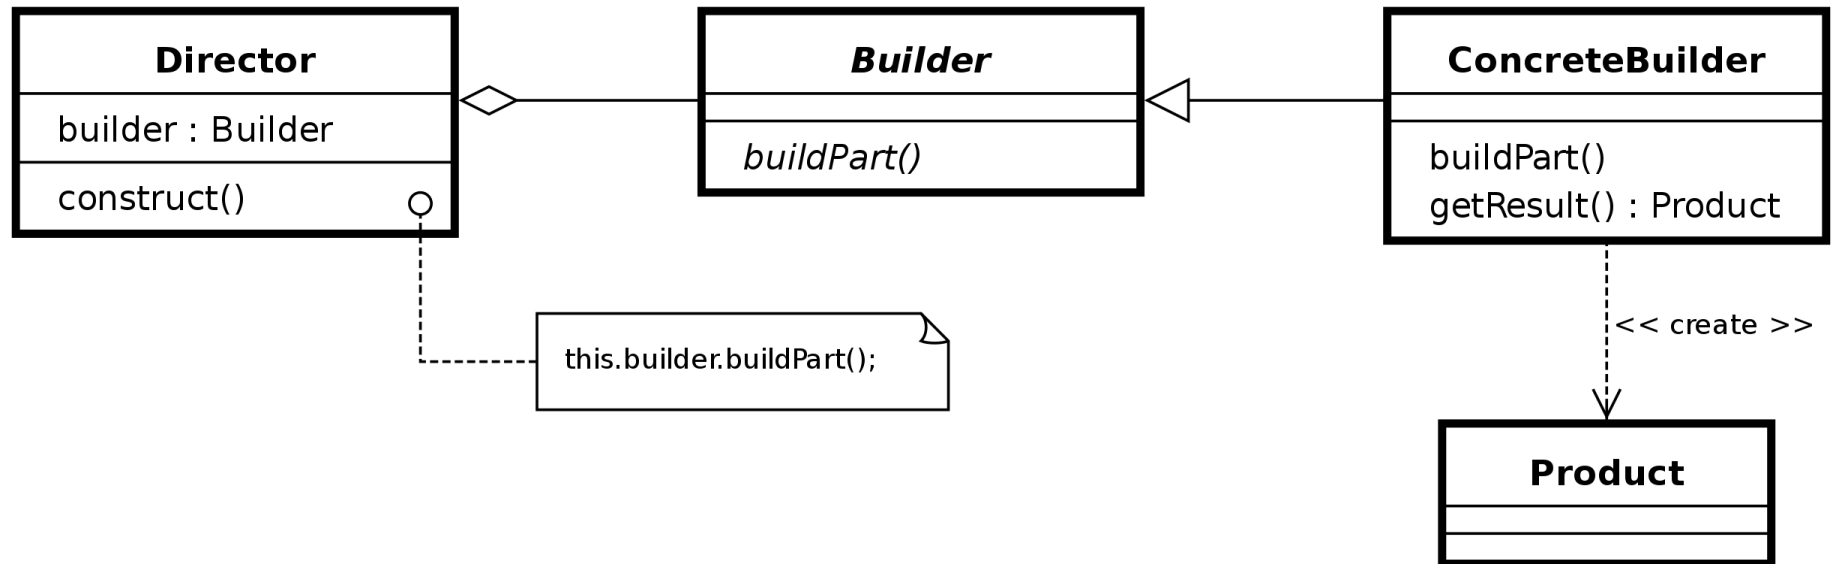 Director
builder : Builder
construct()
Builder
buildPart()
ConcreteBuilder
buildPart()
getResult() : Product
this.builder.buildPart();
<< create >>
Product